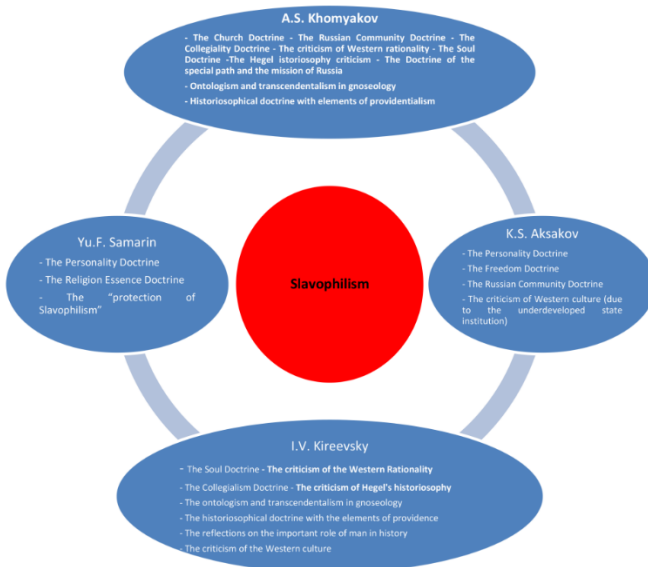 A.S. Khomyakov
- The Church Doctrine - The Russian Community Doctrine - The
Collegiality Doctrine - The criticism of Western rationality - The Soul
Doctrine -The Hegel istoriosophy criticism - The Doctrine of the
special path and the mission of Russia
- Ontologism and transcendentalism in gnoseology
- Historiosophical doctrine with elements of providentialism
Yu.F. Samarin
- The Personality Doctrine
- The Religion Essence Doctrine
- The “protection of
Slavophilism”
Slavophilism
K.S. Aksakov
- The Personality Doctrine
- The Freedom Doctrine
- The Russian Community Doctrine
- The criticism of Western culture (due
to the underdeveloped state
institution)
I.V. Kireevsky
- The Soul Doctrine - The criticism of the Western Rationality
- The Collegialism Doctrine - The criticism of Hegel's historiosophy
- The ontologism and transcendentalism in gnoseology
- The historiosophical doctrine with the elements of providence
- The reflections on the important role of man in history
- The criticism of the Western culture